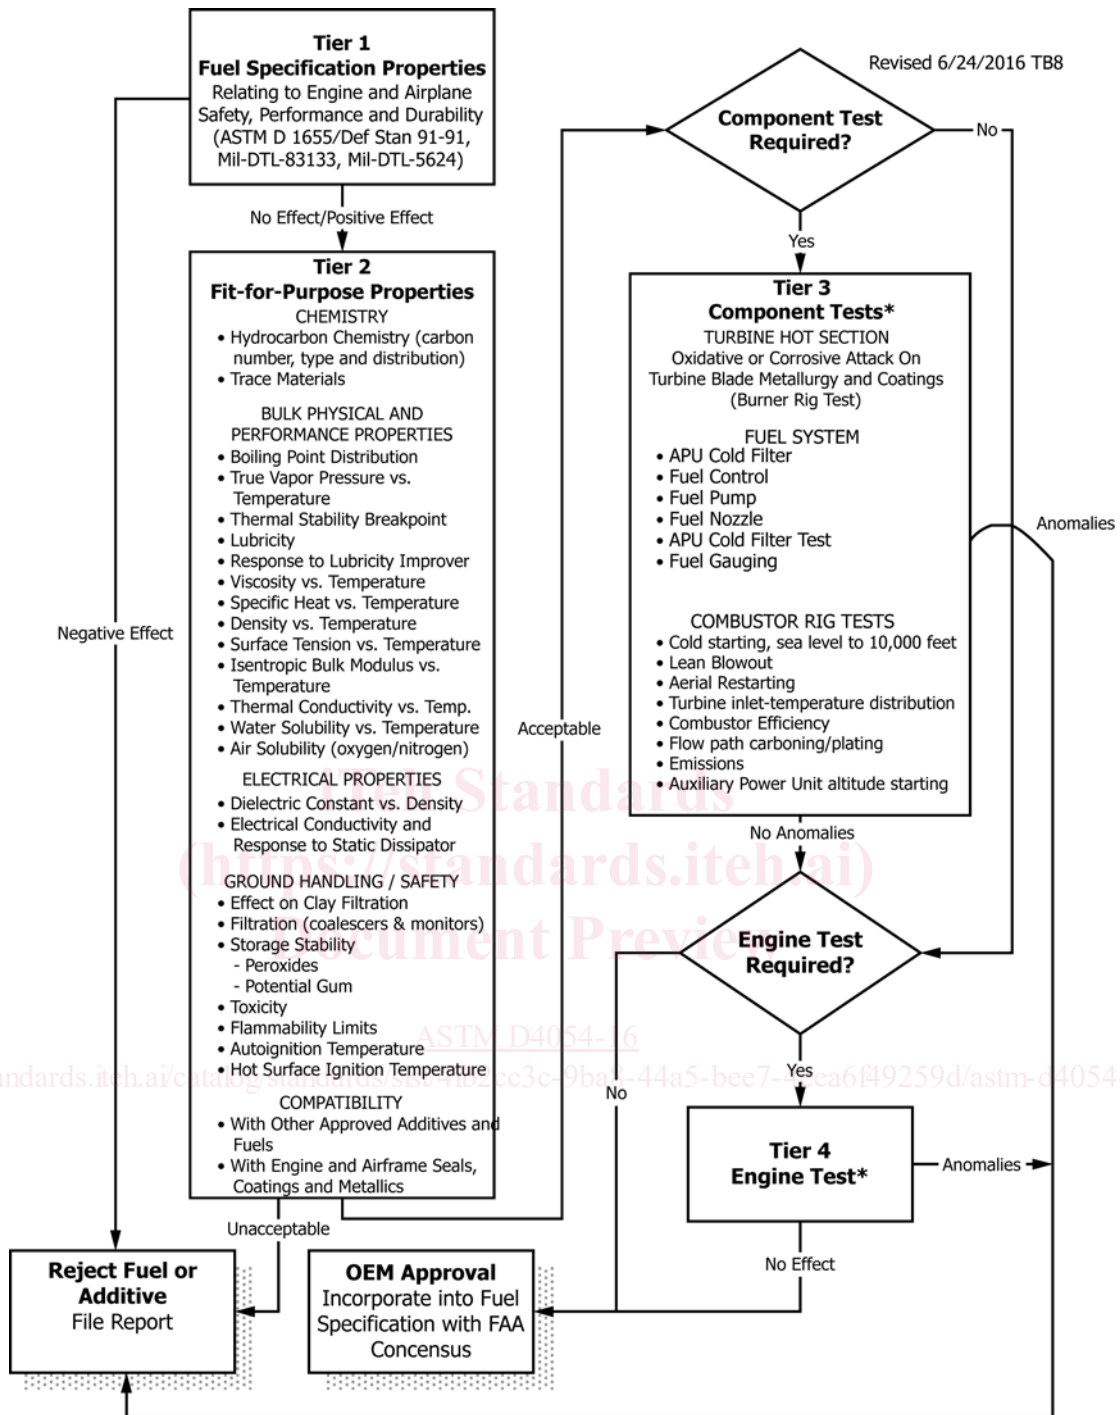 Tier 1
Fuel Specification Properties
Relating to Engine and Airplane
Safety, Performance and Durability
(ASTM D 1655/Def Stan 91-91,
Mil-DTL-83133, Mil-DTL-5624)
No Effect/Positive Effect
Tier 2
Fit-for-Purpose Properties
CHEMISTRY
• Hydrocarbon Chemistry (carbon
number, type and distribution)
• Trace Materials
BULK PHYSICAL AND
PERFORMANCE PROPERTIES
• Boiling Point Distribution
• True Vapor Pressure vs.
Temperature
• Thermal Stability Breakpoint
• Lubricity
• Response to Lubricity Improver
• Viscosity vs. Temperature
• Specific Heat vs. Temperature
• Density vs. Temperature
• Surface Tension vs. Temperature
• Isentropic Bulk Modulus vs.
Temperature
• Thermal Conductivity vs. Temp.
• Water Solubility vs. Temperature
• Air Solubility (oxygen/nitrogen)
ELECTRICAL PROPERTIES
• Dielectric Constant vs. Density
• Electrical Conductivity and
Response to Static Dissipator
GROUND HANDLING / SAFETY
• Effect on Clay Filtration
• Filtration (coalescers & monitors)
• Storage Stability
- Peroxides
- Potential Gum
• Toxicity
• Flammability Limits
• Autoignition Temperature
• Hot Surface Ignition Temperature
COMPATIBILITY
• With Other Approved Additives and
Fuels
• With Engine and Airframe Seals,
Coatings and Metallics
Negative Effect
Unacceptable
Acceptable
Reject Fuel or
Additive
File Report
Revised 6/24/2016 TB8
Component Test
Required?
No
Yes
Tier 3
Component Tests*
TURBINE HOT SECTION
Oxidative or Corrosive Attack On
Turbine Blade Metallurgy and Coatings
(Burner Rig Test)
FUEL SYSTEM
• APU Cold Filter
• Fuel Control
• Fuel Pump
• Fuel Nozzle
• APU Cold Filter Test
• Fuel Gauging
COMBUSTOR RIG TESTS
• Cold starting, sea level to 10,000 feet
• Lean Blowout
• Aerial Restarting
• Turbine inlet-temperature distribution
• Combustor Efficiency
• Flow path carboning/plating
• Emissions
• Auxiliary Power Unit altitude starting
Anomalies
No Anomalies
Engine Test
Required?
No
Yes
Tier 4
Engine Test*
Anomalies
No Effect
OEM Approval
Incorporate into Fuel
Specification with FAA
Concensus
iTeh Standards
(https://standards.iteh.ai)
Document Preview
ASTM D4054-16